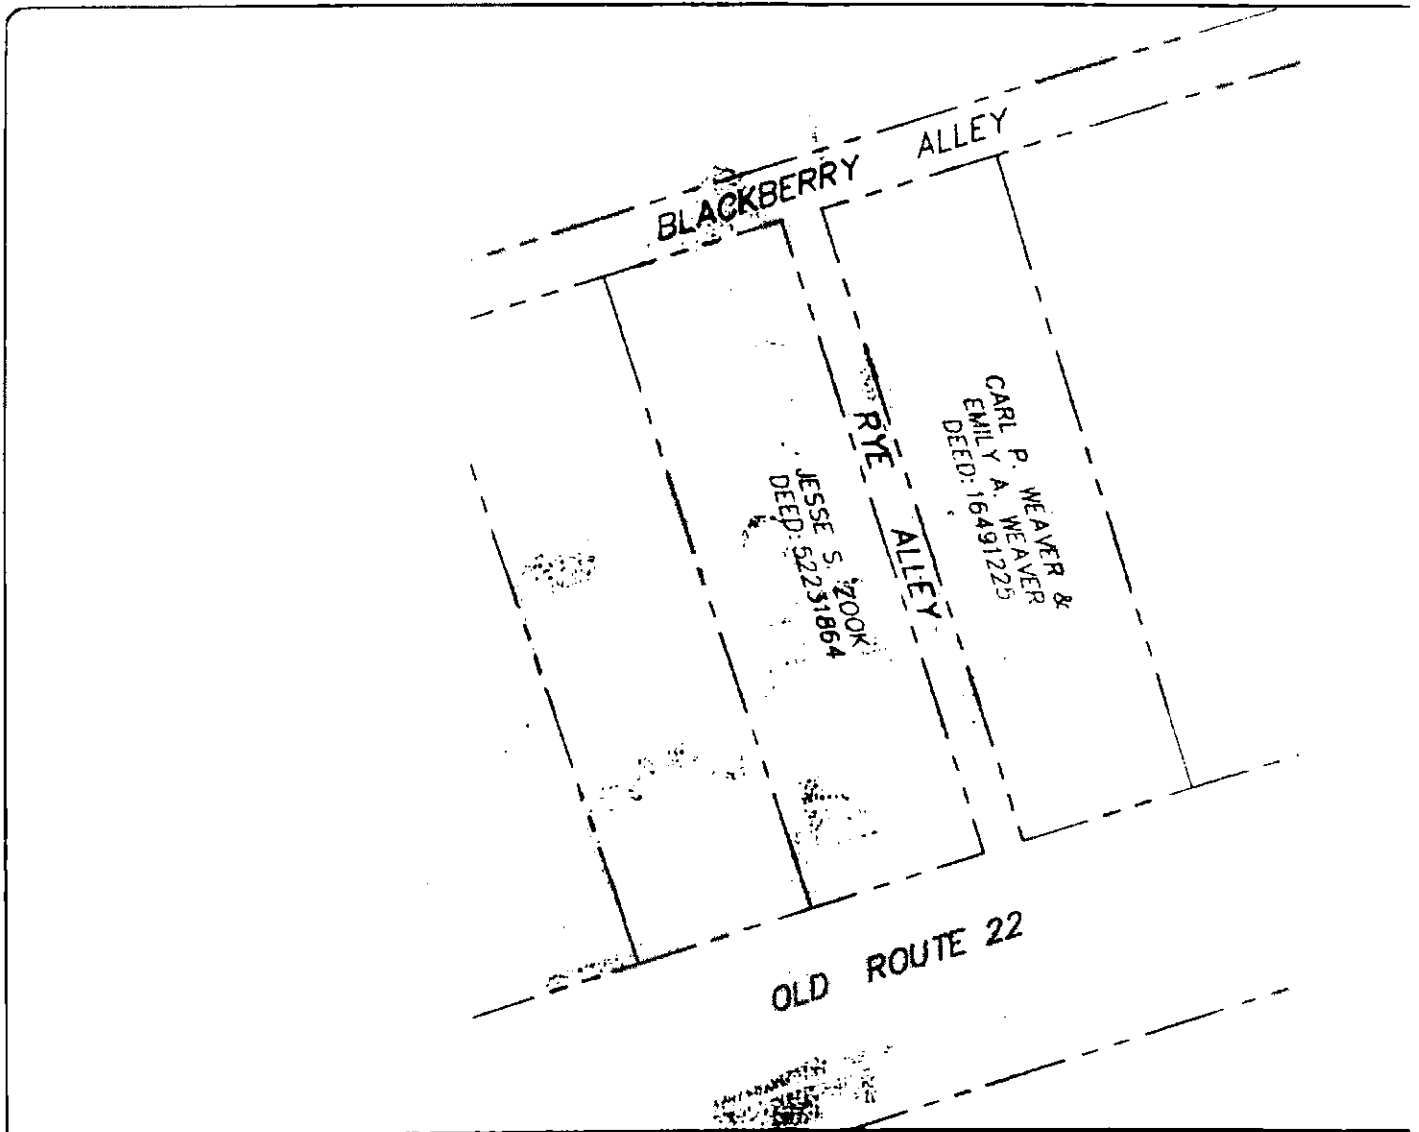 BLACKBERRY ALLEY
CARL P. WEAVER &
EMILY A. WEAVER
DEED: 16491225
RYE ALLEY
JESSE S. ZOOK
DEED: 52231864
OLD ROUTE 22